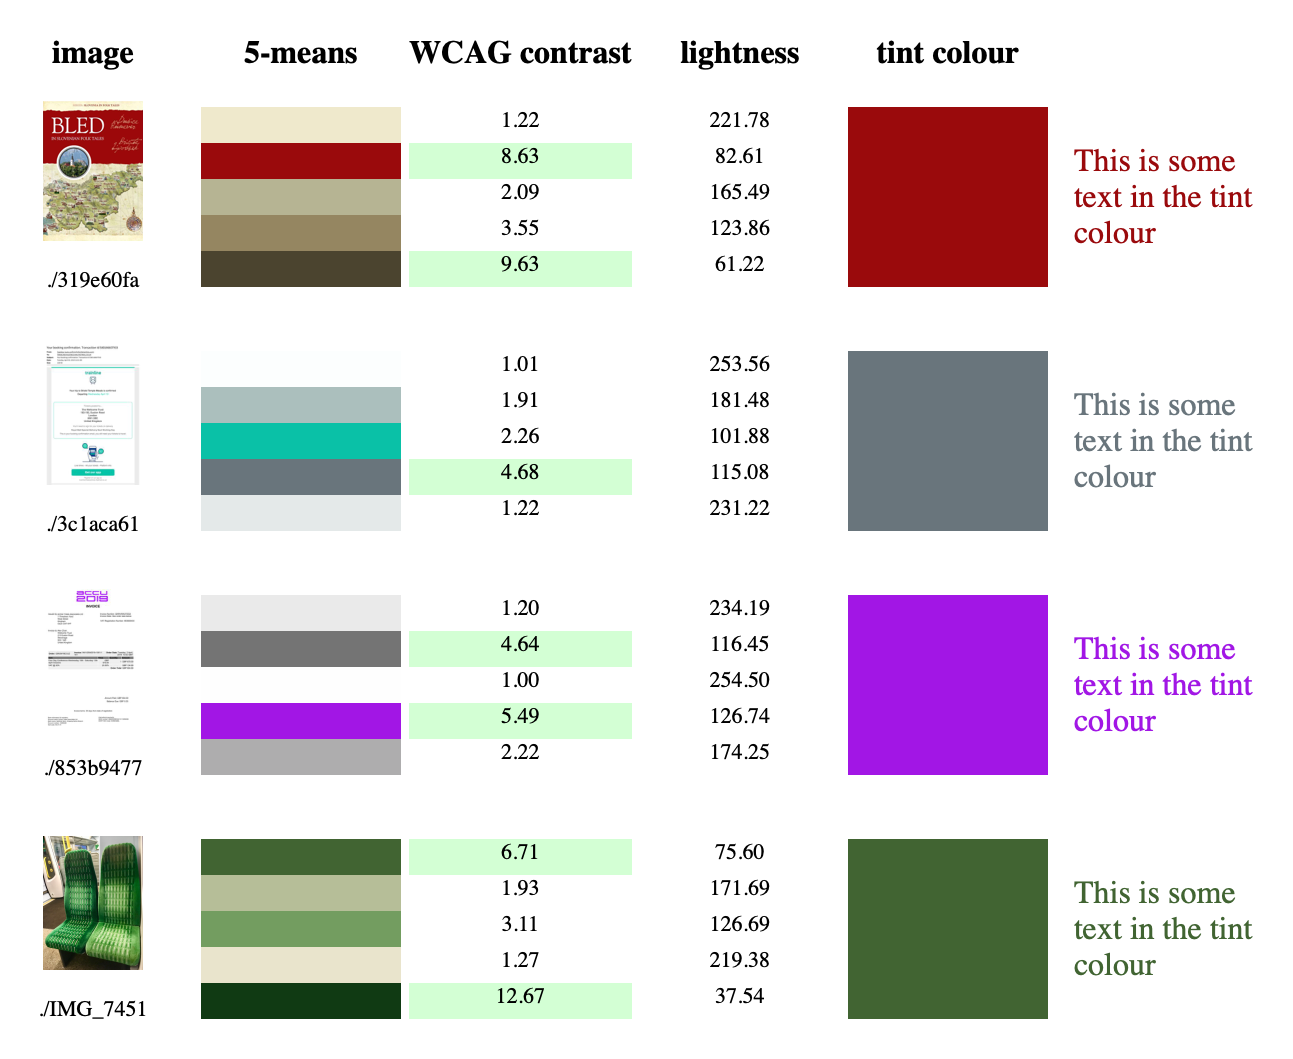 image 5-means WCAG contrast lightness tint colour
BLED
IN SLOVENIAN FOLK TALES
1.22 221.78
8.63 82.61
2.09 165.49
3.55 123.86
9.63 61.22
This is some
text in the tint
colour
./319e60fa
1.01 253.56
1.91 181.48
2.26 101.88
4.68 115.08
1.22 231.22
This is some
text in the tint
colour
./3c1aca61
accu
2019
INVOICE
1.20 234.19
4.64 116.45
1.00 254.50
5.49 126.74
2.22 174.25
This is some
text in the tint
colour
./853b9477
6.71 75.60
1.93 171.69
3.11 126.69
1.27 219.38
12.67 37.54
This is some
text in the tint
colour
./IMG_7451